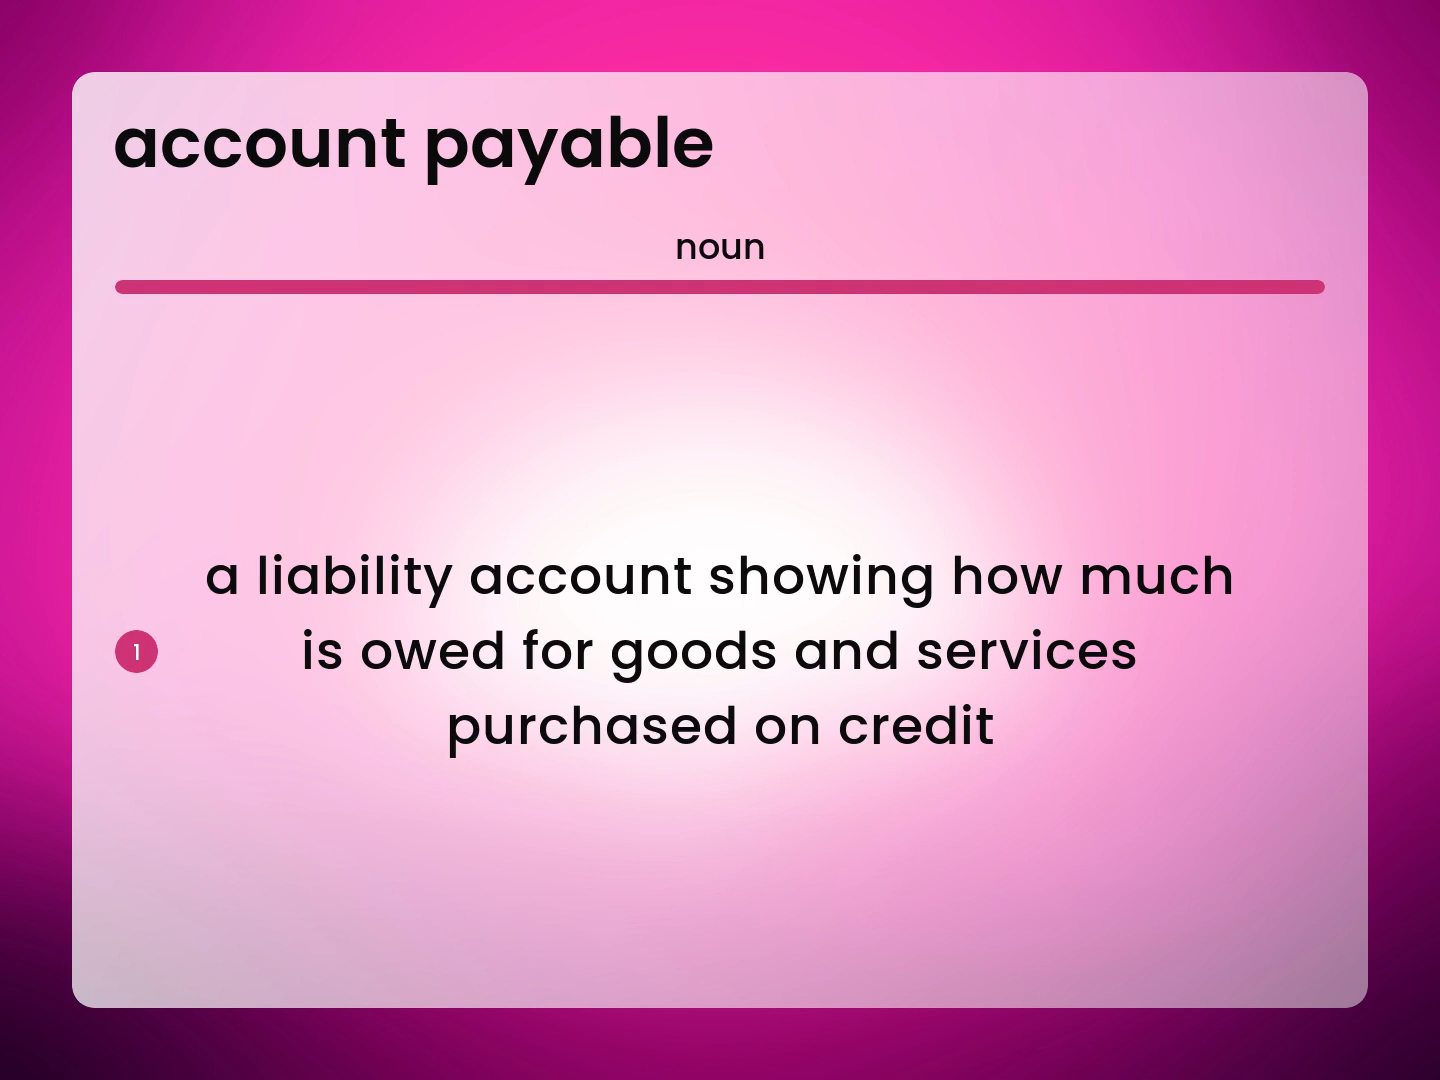 account payable
noun
a liability account showing how much
1
is owed for goods and services
purchased on credit